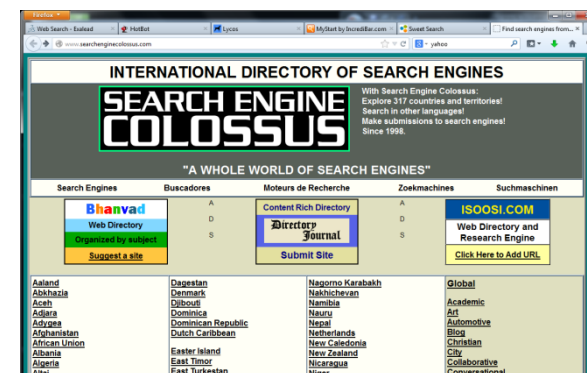 Firefox
Web Search - Exalead
HotBot
Lycos
MyStart by IncrediBar.com
Sweet Search
Find search engines from...
www.searchenginecolossus.com
yahoo
INTERNATIONAL DIRECTORY OF SEARCH ENGINES
SEARCH ENGINE
COLOSSUS
With Search Engine Colossus:
Explore 317 countries and territories!
Search in other languages!
Make submissions to search engines!
Since 1998.
"A WHOLE WORLD OF SEARCH ENGINES"
Search Engines Buscadores Moteurs de Recherche Zoekmachines Suchmaschinen
Bhanvad
Web Directory
Organized by subject
Suggest a site
A
D
S
Content Rich Directory
Directory
Journal
Submit Site
A
D
S
ISOOSI.COM
Web Directory and
Research Engine
Click Here to Add URL
Aaland
Abkhazia
Aceh
Adjara
Adygea
Afghanistan
African Union
Albania
Algeria
Altai
Dagestan
Denmark
Djibouti
Dominica
Dominican Republic
Dutch Caribbean
Easter Island
East Timor
East Turkestan
Nagorno Karabakh
Nakhichevan
Namibia
Nauru
Nepal
Netherlands
New Caledonia
New Zealand
Nicaragua
Niger
Global
Academic
Art
Automotive
Blog
Christian
City
Collaborative
Conversational